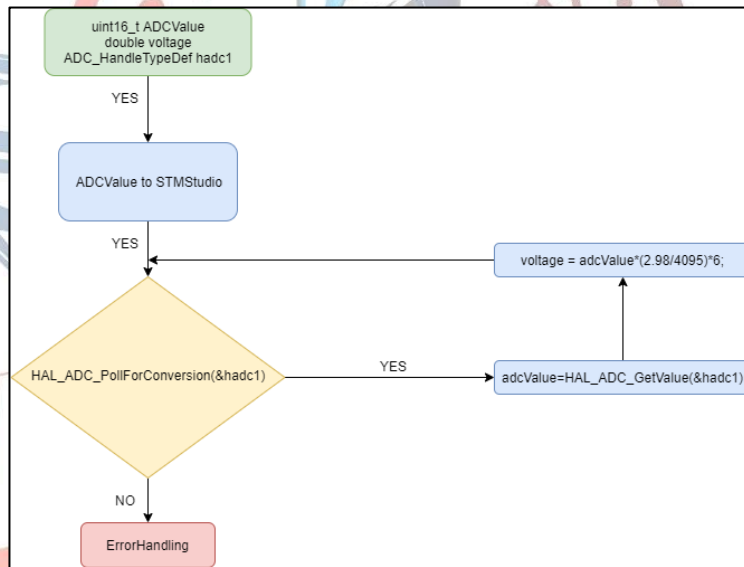 uint16_t ADCValue
double voltage
ADC_HandleTypeDef hadc1
YES
ADCValue to STMStudio
YES
voltage = adcValue*(2.98/4095)*6;
HAL_ADC_PollForConversion(&hadc1)
YES
adcValue=HAL_ADC_GetValue(&hadc1)
NO
ErrorHandling